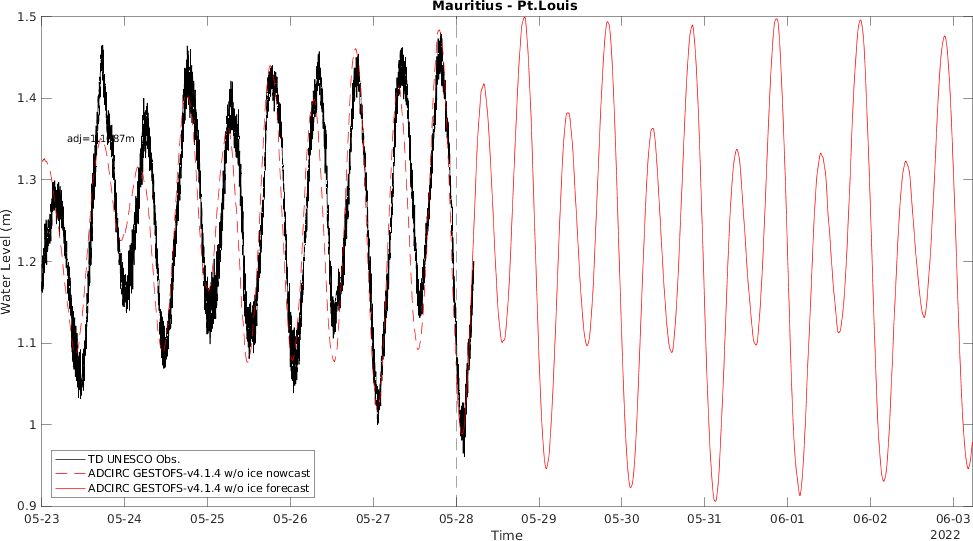 Mauritius - Pt.Louis
1.5
1.4
1.3
1.2
1.1
1
0.9
Water Level (m)
TD UNESCO Obs.
ADCIRC GESTOFS-v4.1.4 w/o ice nowcast
ADCIRC GESTOFS-v4.1.4 w/o ice forecast
05-23 05-24 05-25 05-26 05-27 05-28 05-29 05-30 05-31 06-01 06-02 06-03
2022
Time